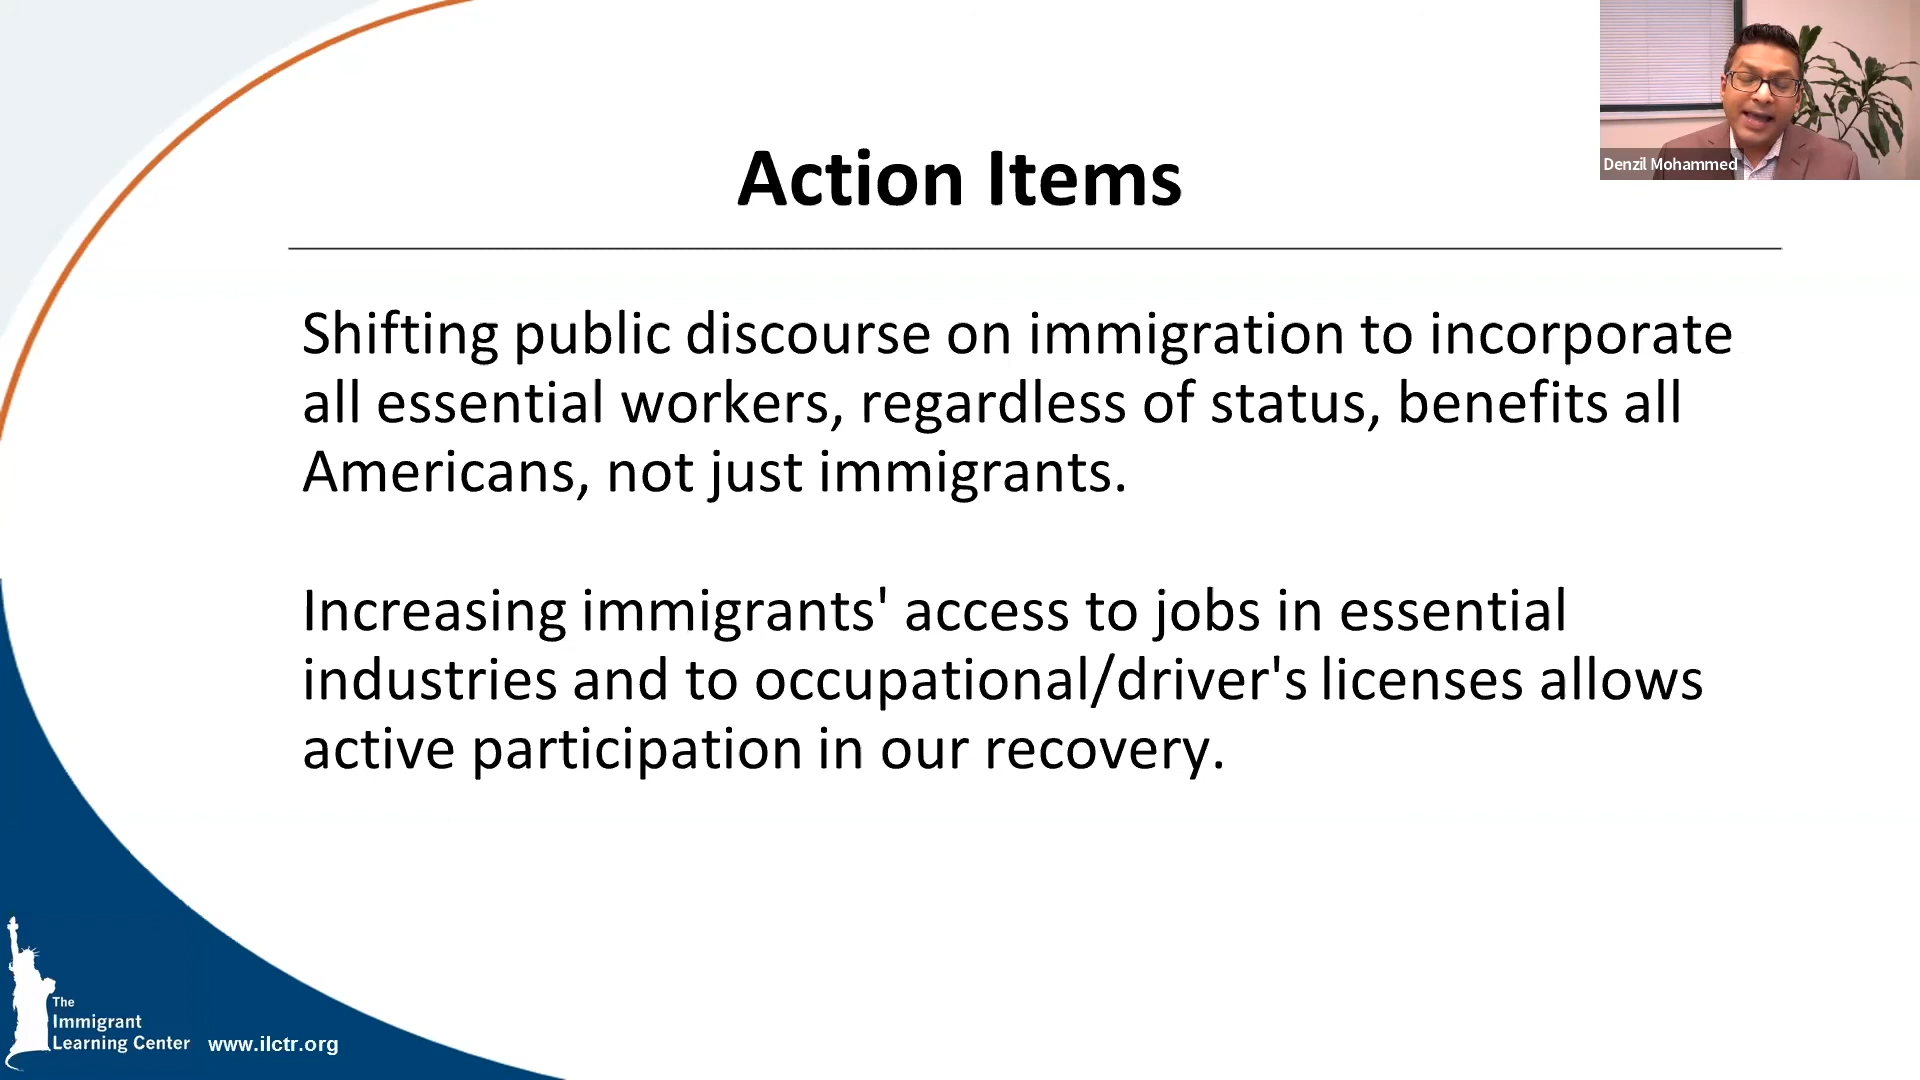 Action Items
Denzil Mohammed
Shifting public discourse on immigration to incorporate
all essential workers, regardless of status, benefits all
Americans, not just immigrants.
Increasing immigrants' access to jobs in essential
industries and to occupational/driver's licenses allows
active participation in our recovery.
The
Immigrant
Learning Center
www.ilctr.org